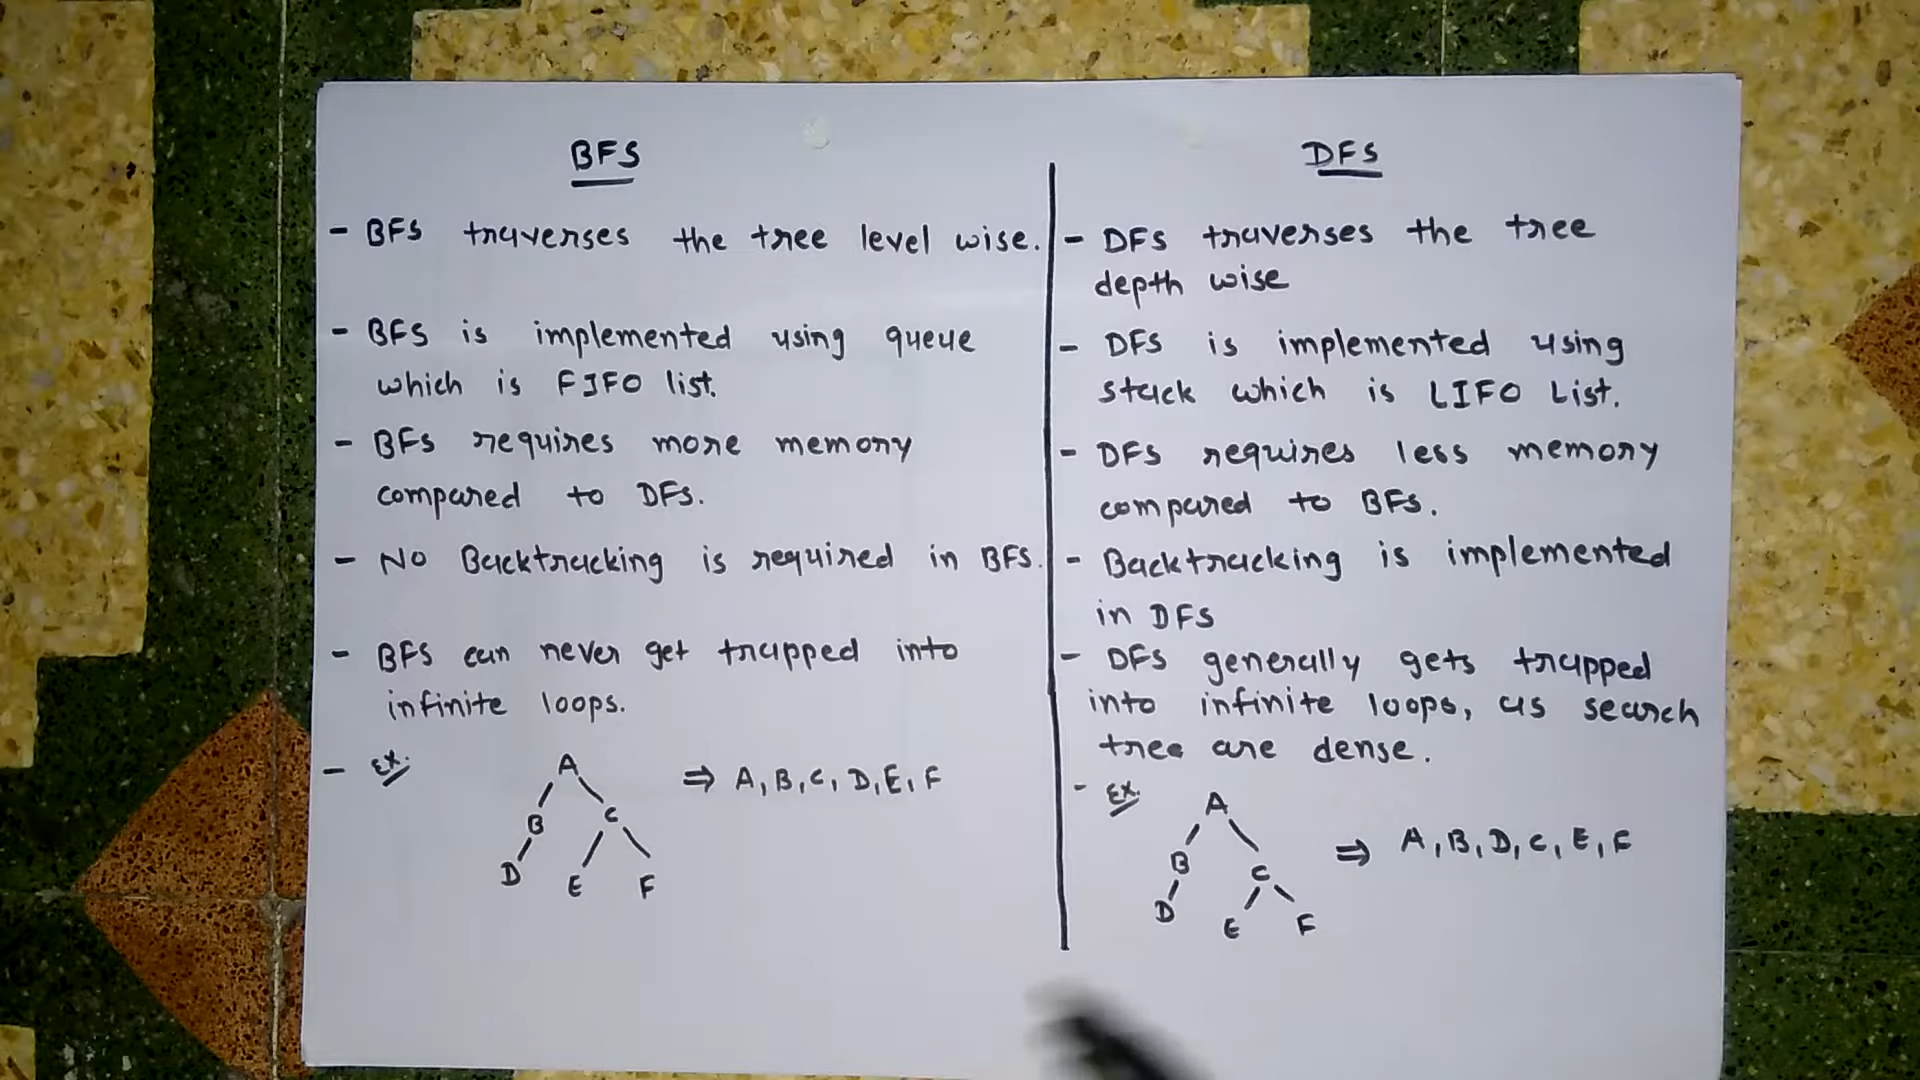 BFS
- BFS traverses the tree level wise.
- BFS is implemented using queue
which is FIFO list.
- BFS requires more memory
compared to DFS.
- No Backtracking is required in BFS.
- BFS can never get trapped into
infinite loops.
- Ex.
A
B C
D E F
⇒ A, B, C, D, E, F
DFS
- DFS traverses the tree
depth wise
- DFS is implemented using
stack which is LIFO List.
- DFS requires less memory
compared to BFS.
- Backtracking is implemented
in DFS
- DFS generally gets trapped
into infinite loops, as search
tree are dense.
- Ex.
A
B C
D E F
⇒ A, B, D, C, E, F